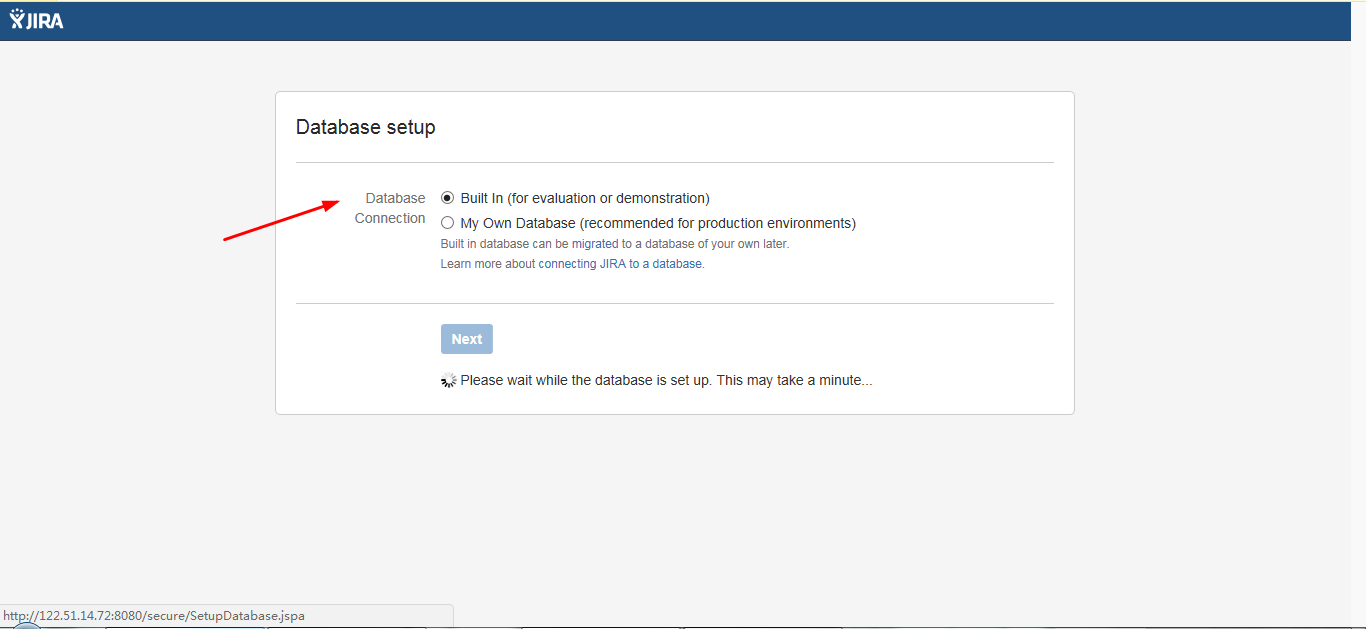 JIRA
Database setup
Database
Connection
Built In (for evaluation or demonstration)
My Own Database (recommended for production environments)
Built in database can be migrated to a database of your own later.
Learn more about connecting JIRA to a database.
Next
Please wait while the database is set up. This may take a minute...
http://122.51.14.72:8080/secure/SetupDatabase.jspa